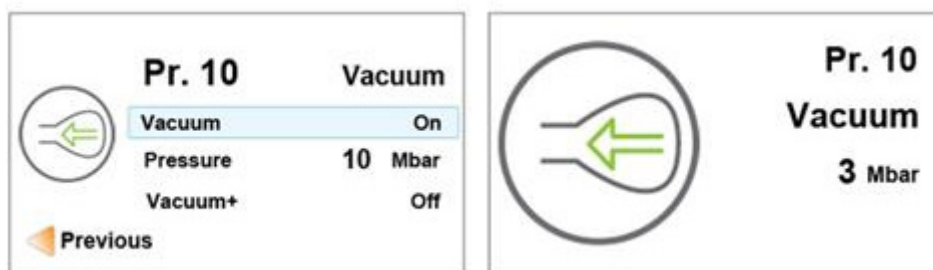 Pr. 10 Vacuum
Vacuum On
Pressure 10 Mbar
Vacuum+ Off
Previous
Pr. 10
Vacuum
3 Mbar